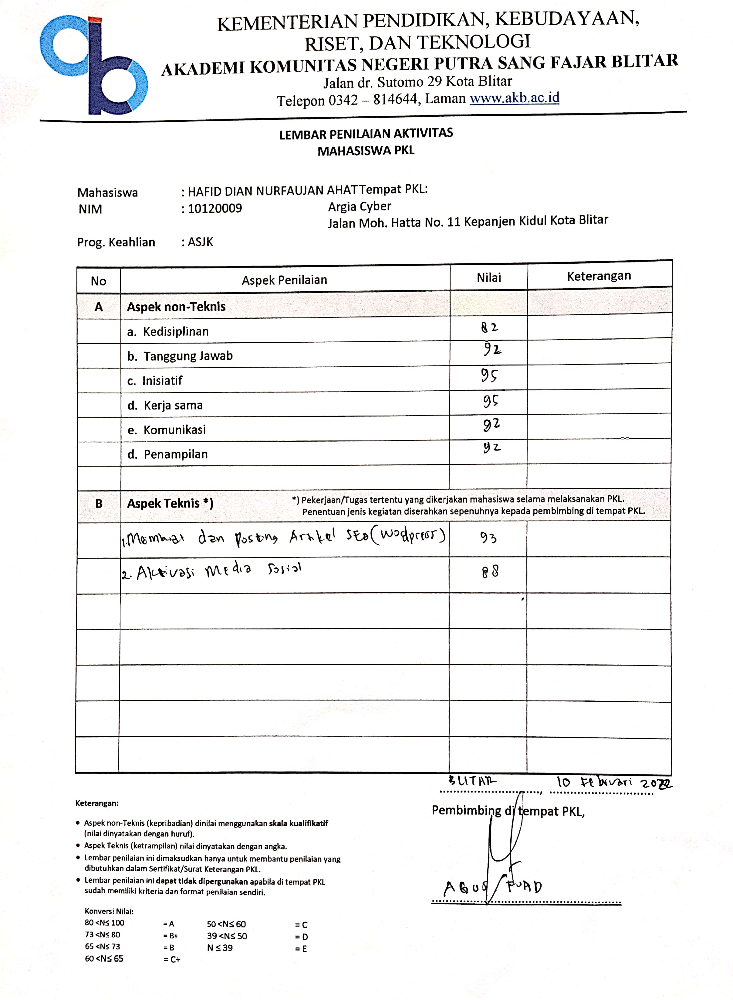 KEMENTERIAN PENDIDIKAN, KEBUDAYAAN,
RISET, DAN TEKNOLOGI
AKADEMI KOMUNITAS NEGERI PUTRA SANG FAJAR BLITAR
Jalan dr. Sutomo 29 Kota Blitar
Telepon 0342 – 814644, Laman www.akb.ac.id
LEMBAR PENILAIAN AKTIVITAS
MAHASISWA PKL
Mahasiswa : HAFID DIAN NURFAUJAN AHATTempat PKL:
NIM : 10120009 Argia Cyber
Jalan Moh. Hatta No. 11 Kepanjen Kidul Kota Blitar
Prog. Keahlian : ASJK
No Aspek Penilaian Nilai Keterangan
A Aspek non-Teknis
a. Kedisiplinan 82
b. Tanggung Jawab 92
c. Inisiatif 95
d. Kerja sama 95
e. Komunikasi 92
d. Penampilan 92
B Aspek Teknis *) *) Pekerjaan/Tugas tertentu yang dikerjakan mahasiswa selama melaksanakan PKL.
Penentuan jenis kegiatan diserahkan sepenuhnya kepada pembimbing di tempat PKL.
1. Membuat dan Posting Artikel SEO (Wodpress) 93
2. Aktivasi Media Sosial 88
BLITAR, 10 Februari 2022
Pembimbing di tempat PKL,
AGUS FUAD
Keterangan:
• Aspek non-Teknis (kepribadian) dinilai menggunakan skala kualifikatif
(nilai dinyatakan dengan huruf).
• Aspek Teknis (ketrampilan) nilai dinyatakan dengan angka.
• Lembar penilaian ini dimaksudkan hanya untuk membantu penilaian yang
dibutuhkan dalam Sertifikat/Surat Keterangan PKL.
• Lembar penilaian ini dapat tidak dipergunakan apabila di tempat PKL
sudah memiliki kriteria dan format penilaian sendiri.
Konversi Nilai:
80 <N≤ 100 = A 50 <N≤ 60 = C
73 <N≤ 80 = B+ 39 <N≤ 50 = D
65 <N≤ 73 = B N ≤ 39 = E
60 <N≤ 65 = C+